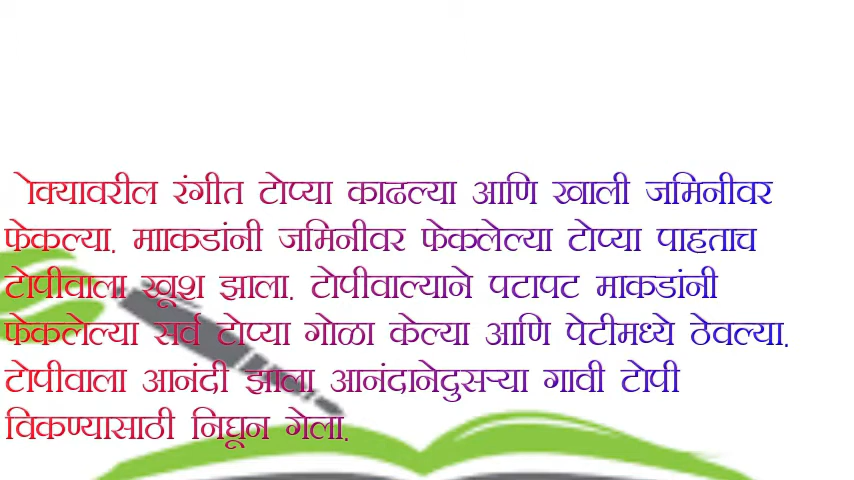 ोक्यावरील रंगीत टोप्या काढल्या आणि खाली जमिनीवर
फेकल्या. मााकडांनी जमिनीवर फेकलेल्या टोप्या पाहताच
टोपीवाला खूश झाला. टोपीवाल्याने पटापट माकडांनी
फेकलेल्या सर्व टोप्या गोळा केल्या आणि पेटीमध्ये ठेवल्या.
टोपीवाला आनंदी झाला आनंदानेदुसऱ्या गावी टोपी
विकण्यासाठी निघून गेला.